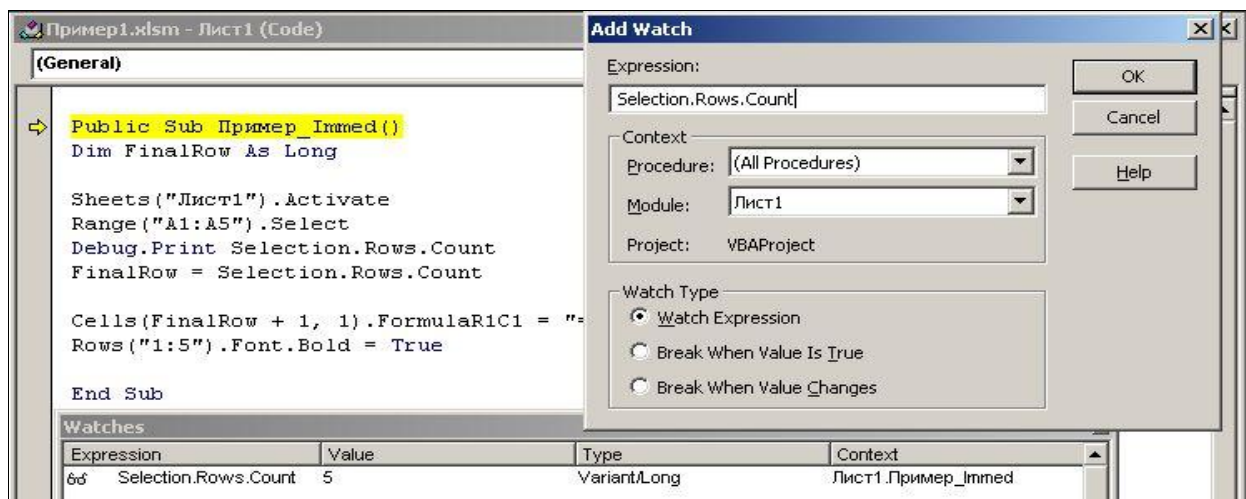 Пример1.xlsm - Лист1 (Code)
(General)
Public Sub Пример_Immed()
Dim FinalRow As Long
Sheets("Лист1").Activate
Range("A1:A5").Select
Debug.Print Selection.Rows.Count
FinalRow = Selection.Rows.Count
Cells(FinalRow + 1, 1).FormulaR1C1 = "=
Rows("1:5").Font.Bold = True
End Sub
Add Watch
Expression:
Selection.Rows.Count
OK
Cancel
Help
Context
Procedure: (All Procedures)
Module: Лист1
Project: VBAProject
Watch Type
Watch Expression
Break When Value Is True
Break When Value Changes
Watches
Expression Value Type Context
Selection.Rows.Count 5 Variant/Long Лист1.Пример_Immed